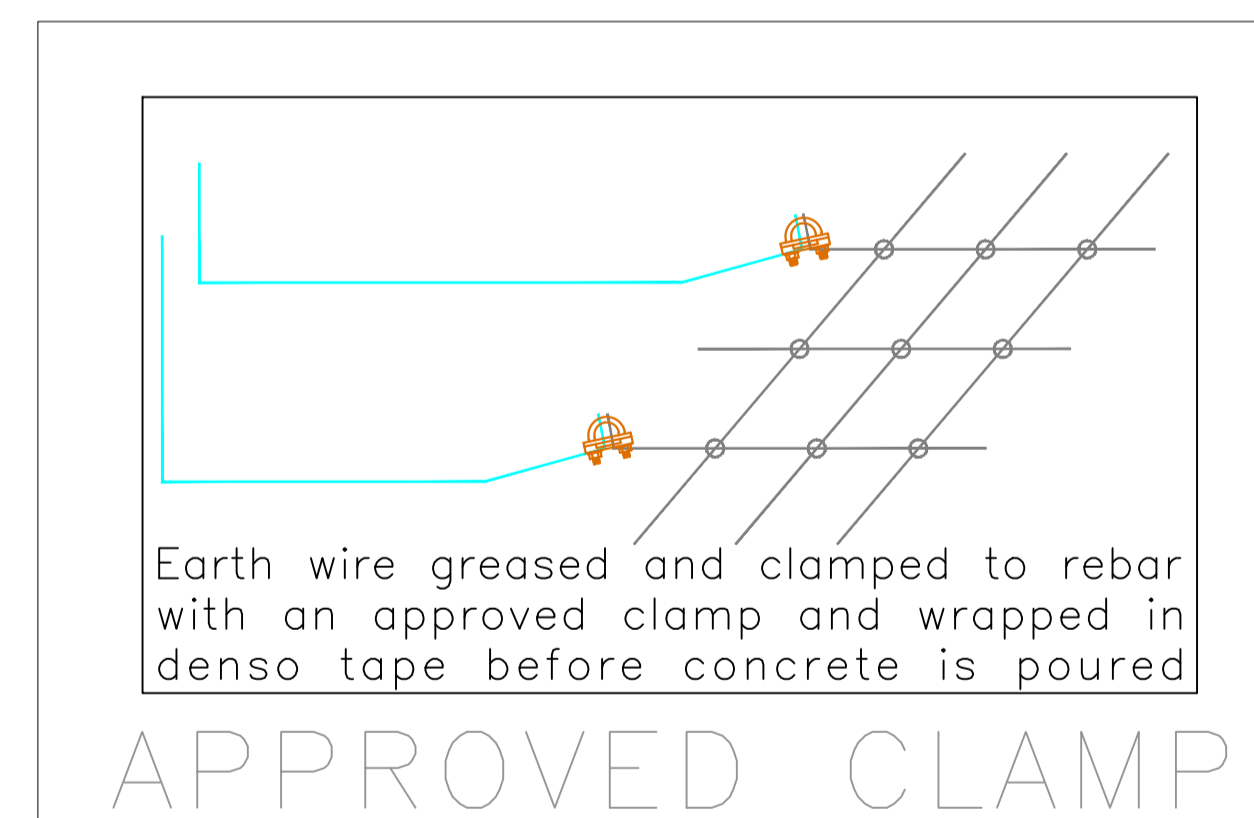 Earth wire greased and clamped to rebar
with an approved clamp and wrapped in
denso tape before concrete is poured
APPROVED CLAMP